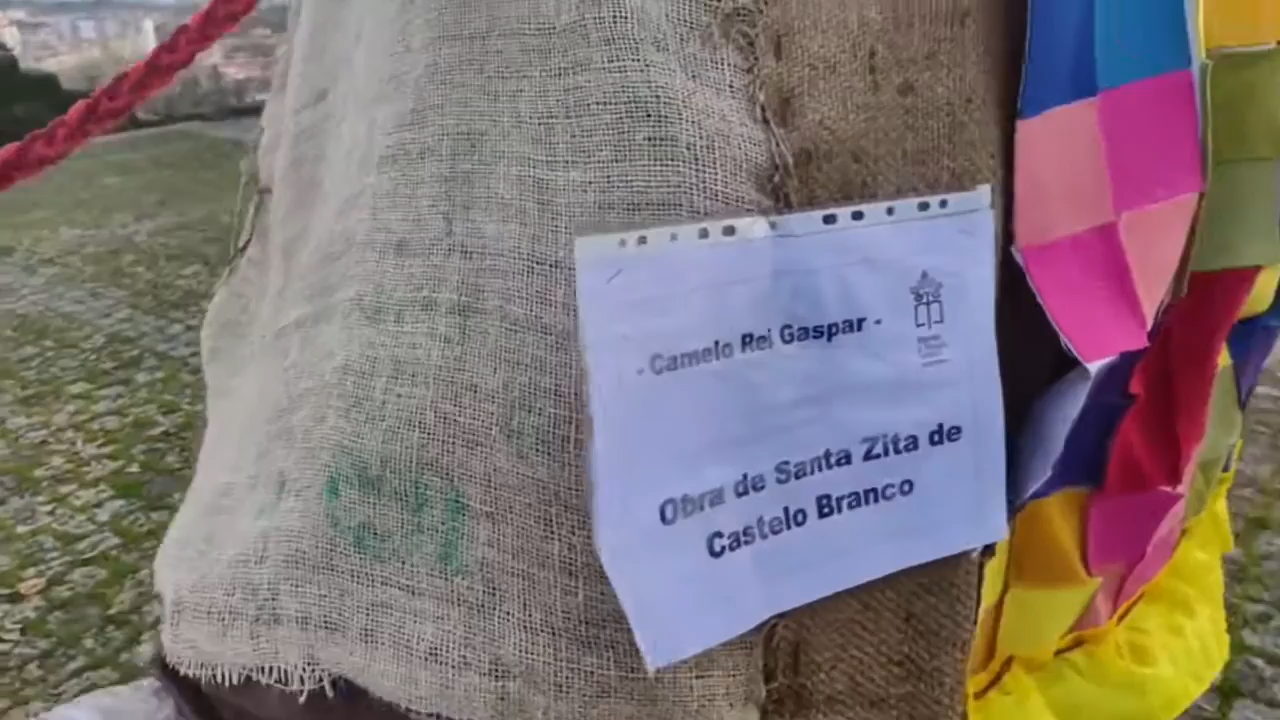 - Camelo Rei Gaspar -
Obra de Santa Zita de
Castelo Branco